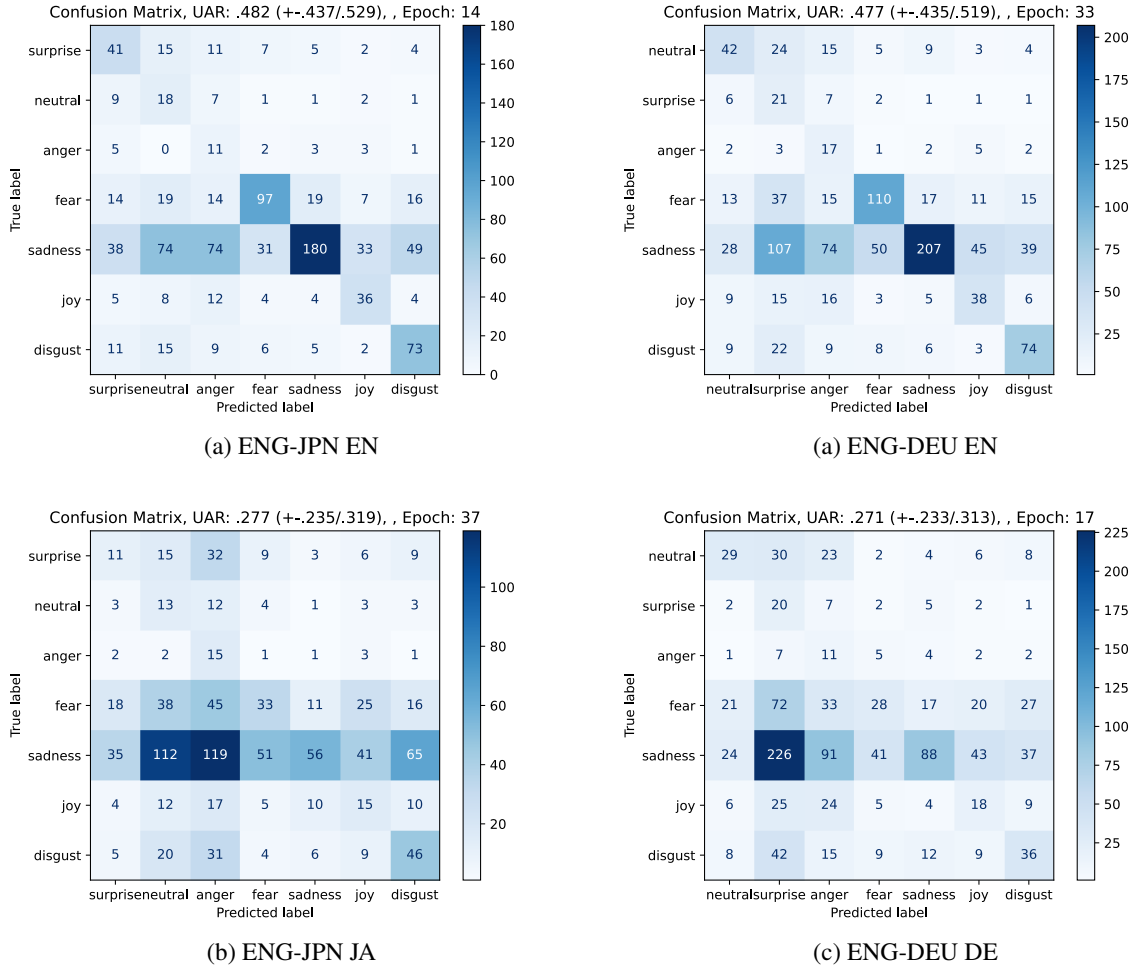 Confusion Matrix, UAR: .482 (+-.437/.529), , Epoch: 14
True label
surprise 41 15 11 7 5 2 4
neutral 9 18 7 1 1 2 1
anger 5 0 11 2 3 3 1
fear 14 19 14 97 19 7 16
sadness 38 74 74 31 180 33 49
joy 5 8 12 4 4 36 4
disgust 11 15 9 6 5 2 73
surprise neutral anger fear sadness joy disgust
Predicted label
180
160
140
120
100
80
60
40
20
0
(a) ENG-JPN EN
Confusion Matrix, UAR: .477 (+-.435/.519), , Epoch: 33
True label
neutral 42 24 15 5 9 3 4
surprise 6 21 7 2 1 1 1
anger 2 3 17 1 2 5 2
fear 13 37 15 110 17 11 15
sadness 28 107 74 50 207 45 39
joy 9 15 16 3 5 38 6
disgust 9 22 9 8 6 3 74
neutral surprise anger fear sadness joy disgust
Predicted label
200
175
150
125
100
75
50
25
(a) ENG-DEU EN
Confusion Matrix, UAR: .277 (+-.235/.319), , Epoch: 37
True label
surprise 11 15 32 9 3 6 9
neutral 3 13 12 4 1 3 3
anger 2 2 15 1 1 3 1
fear 18 38 45 33 11 25 16
sadness 35 112 119 51 56 41 65
joy 4 12 17 5 10 15 10
disgust 5 20 31 4 6 9 46
surprise neutral anger fear sadness joy disgust
Predicted label
100
80
60
40
20
(b) ENG-JPN JA
Confusion Matrix, UAR: .271 (+-.233/.313), , Epoch: 17
True label
neutral 29 30 23 2 4 6 8
surprise 2 20 7 2 5 2 1
anger 1 7 11 5 4 2 2
fear 21 72 33 28 17 20 27
sadness 24 226 91 41 88 43 37
joy 6 25 24 5 4 18 9
disgust 8 42 15 9 12 9 36
neutral surprise anger fear sadness joy disgust
Predicted label
225
200
175
150
125
100
75
50
25
(c) ENG-DEU DE